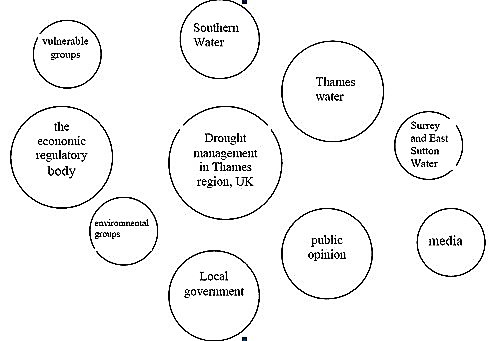 vulnerable
groups
Southern
Water
Thames
water
the
economic
regulatory
body
Drought
management
in Thames
region, UK
Surrey
and East
Sutton
Water
environmental
groups
public
opinion
media
Local
government